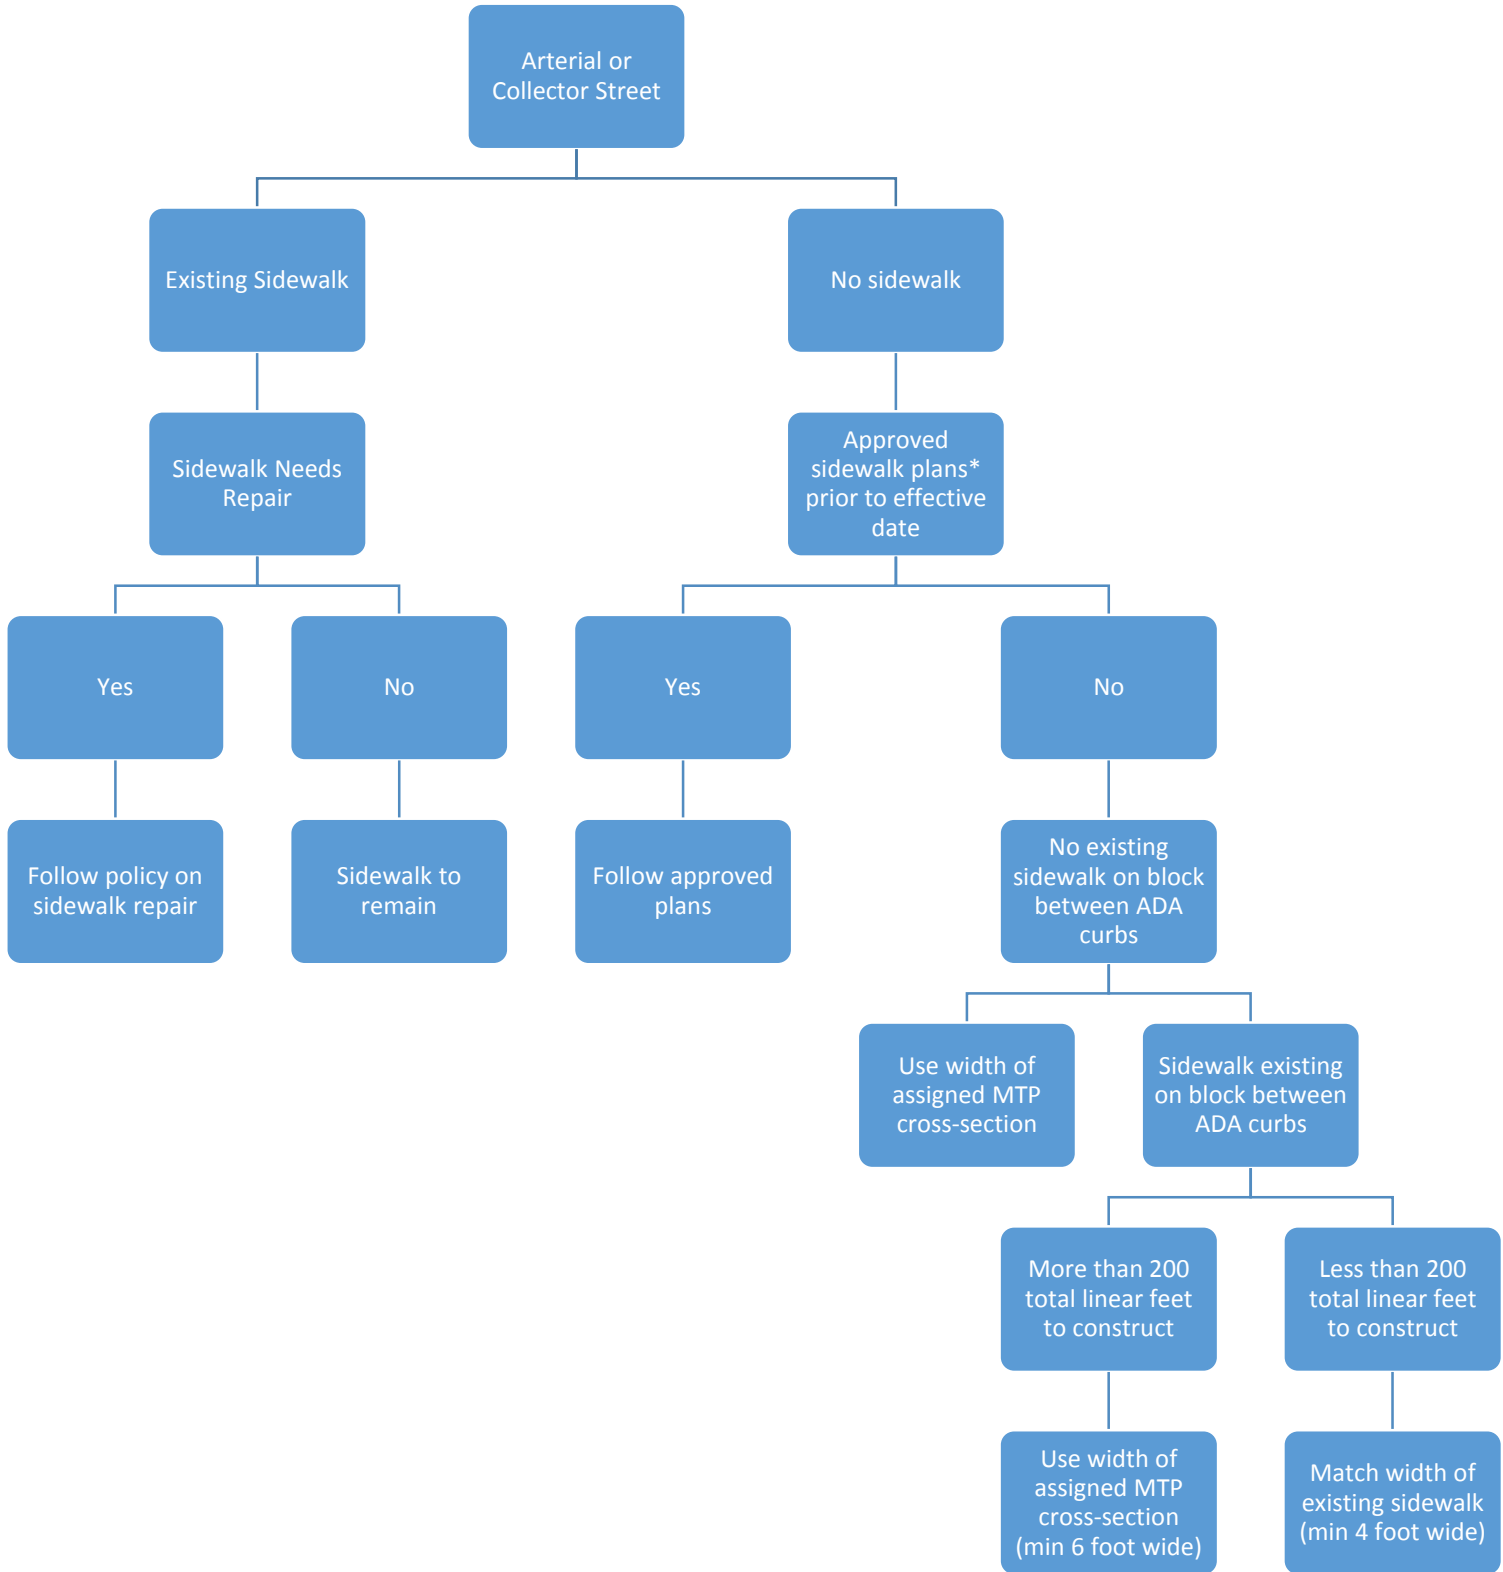 Arterial or
Collector Street
Existing Sidewalk
No sidewalk
Sidewalk Needs
Repair
Approved
sidewalk plans*
prior to effective
date
Yes
No
Yes
No
Follow policy on
sidewalk repair
Sidewalk to
remain
Follow approved
plans
No existing
sidewalk on block
between ADA
curbs
Use width of
assigned MTP
cross-section
Sidewalk existing
on block between
ADA curbs
More than 200
total linear feet
to construct
Less than 200
total linear feet
to construct
Use width of
assigned MTP
cross-section
(min 6 foot wide)
Match width of
existing sidewalk
(min 4 foot wide)